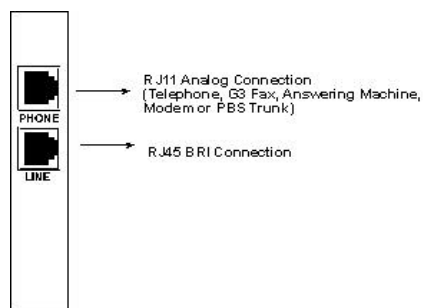 RJ11 Analog Connection
(Telephone, G3 Fax, Answering Machine,
Modem or PBS Trunk)
PHONE
RJ45 BRI Connection
LINE